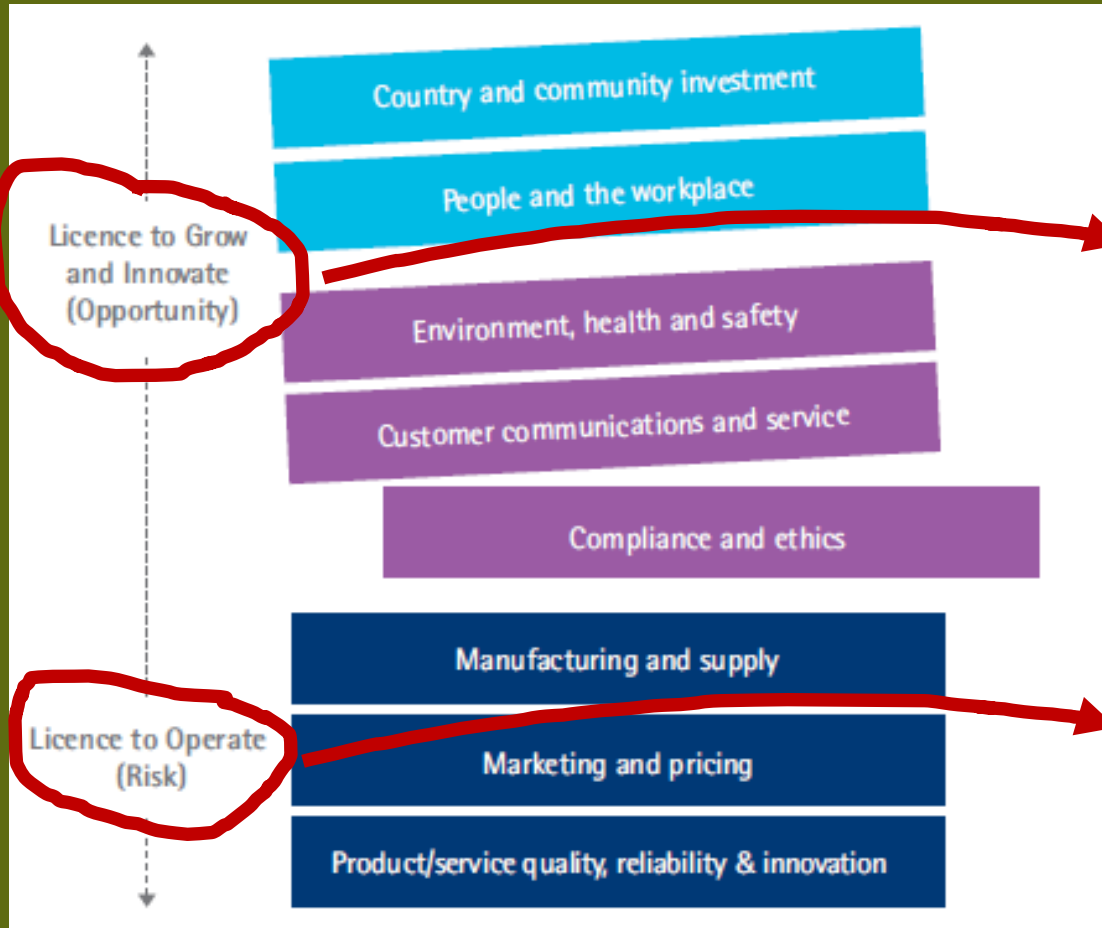 Country and community investment
People and the workplace
Licence to Grow
and Innovate
(Opportunity)
Environment, health and safety
Customer communications and service
Compliance and ethics
Manufacturing and supply
Licence to Operate
(Risk)
Marketing and pricing
Product/service quality, reliability & innovation